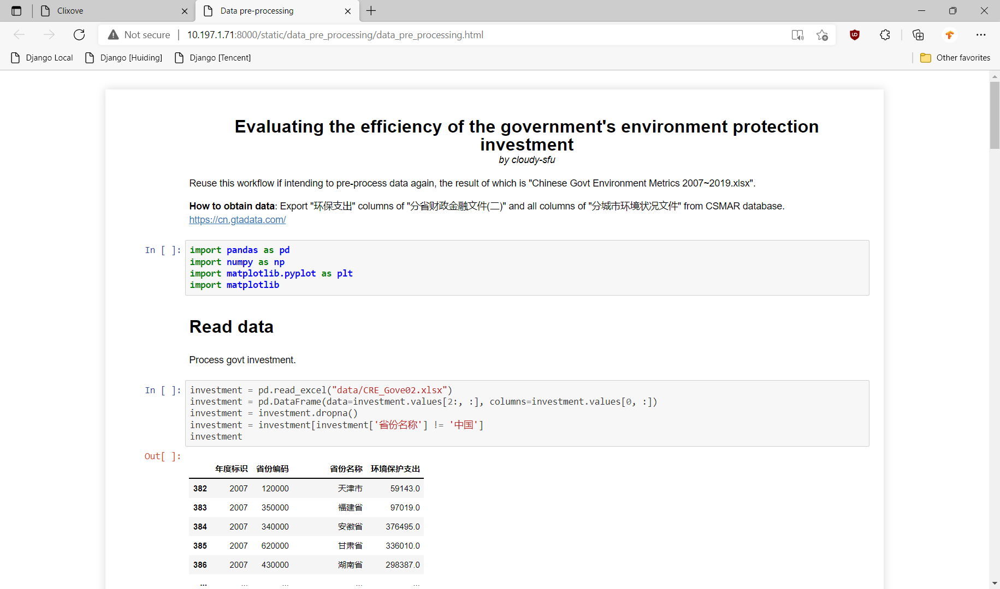 Clixove
Data pre-processing
Not secure
10.197.1.71:8000/static/data_pre_processing/data_pre_processing.html
Django Local
Django [Huiding]
Django [Tencent]
Other favorites
Evaluating the efficiency of the government's environment protection
investment
by cloudy-sfu
Reuse this workflow if intending to pre-process data again, the result of which is "Chinese Govt Environment Metrics 2007~2019.xlsx".
How to obtain data: Export "环保支出" columns of "分省财政金融文件(二)" and all columns of "分城市环境状况文件" from CSMAR database.
https://cn.gtadata.com/
In [ ]:
import pandas as pd
import numpy as np
import matplotlib.pyplot as plt
import matplotlib
Read data
Process govt investment.
In [ ]:
investment = pd.read_excel("data/CRE_Gove02.xlsx")
investment = pd.DataFrame(data=investment.values[2:, :], columns=investment.values[0, :])
investment = investment.dropna()
investment = investment[investment['省份名称'] != '中国']
investment
Out[ ]:
年度标识 省份编码 省份名称 环境保护支出
382 2007 120000 天津市 59143.0
383 2007 350000 福建省 97019.0
384 2007 340000 安徽省 376495.0
385 2007 620000 甘肃省 336010.0
386 2007 430000 湖南省 298387.0
... ... ... ... ...